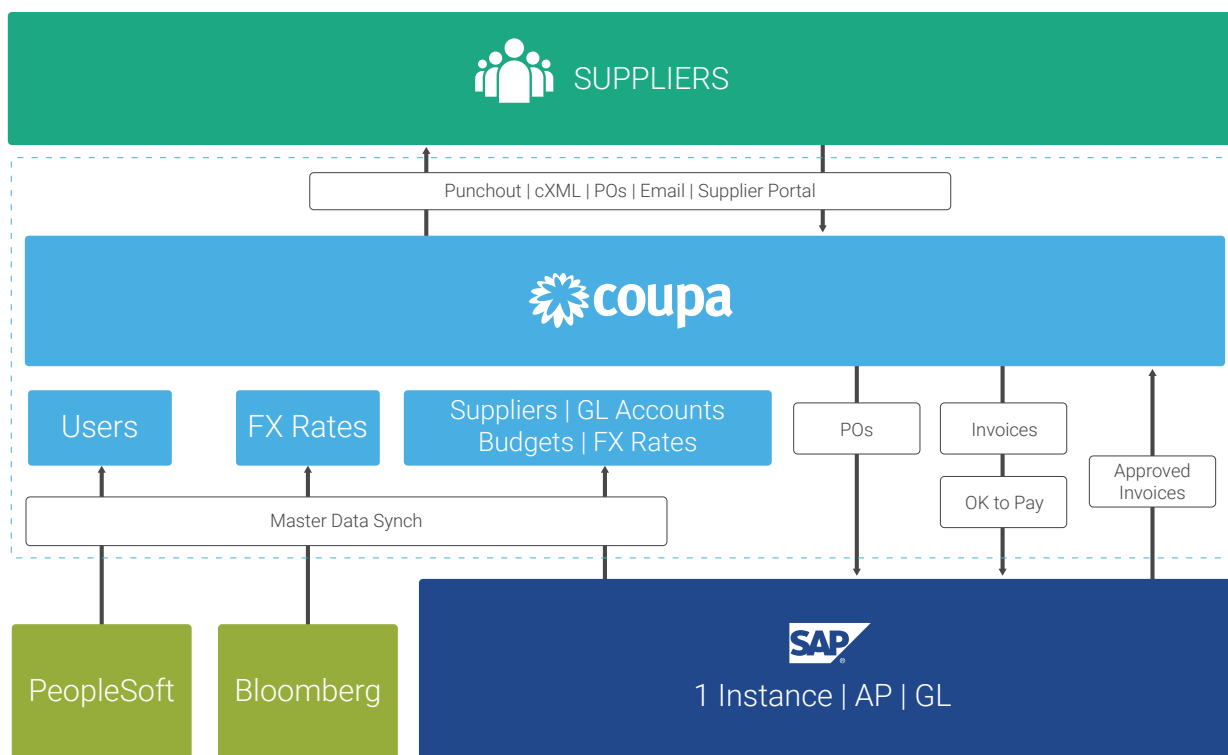 SUPPLIERS
Punchout | cXML | POs | Email | Supplier Portal
coupa
Users
FX Rates
Suppliers | GL Accounts
Budgets | FX Rates
POs
Invoices
Approved
Invoices
OK to Pay
Master Data Synch
PeopleSoft
Bloomberg
SAP
®
1 Instance | AP | GL